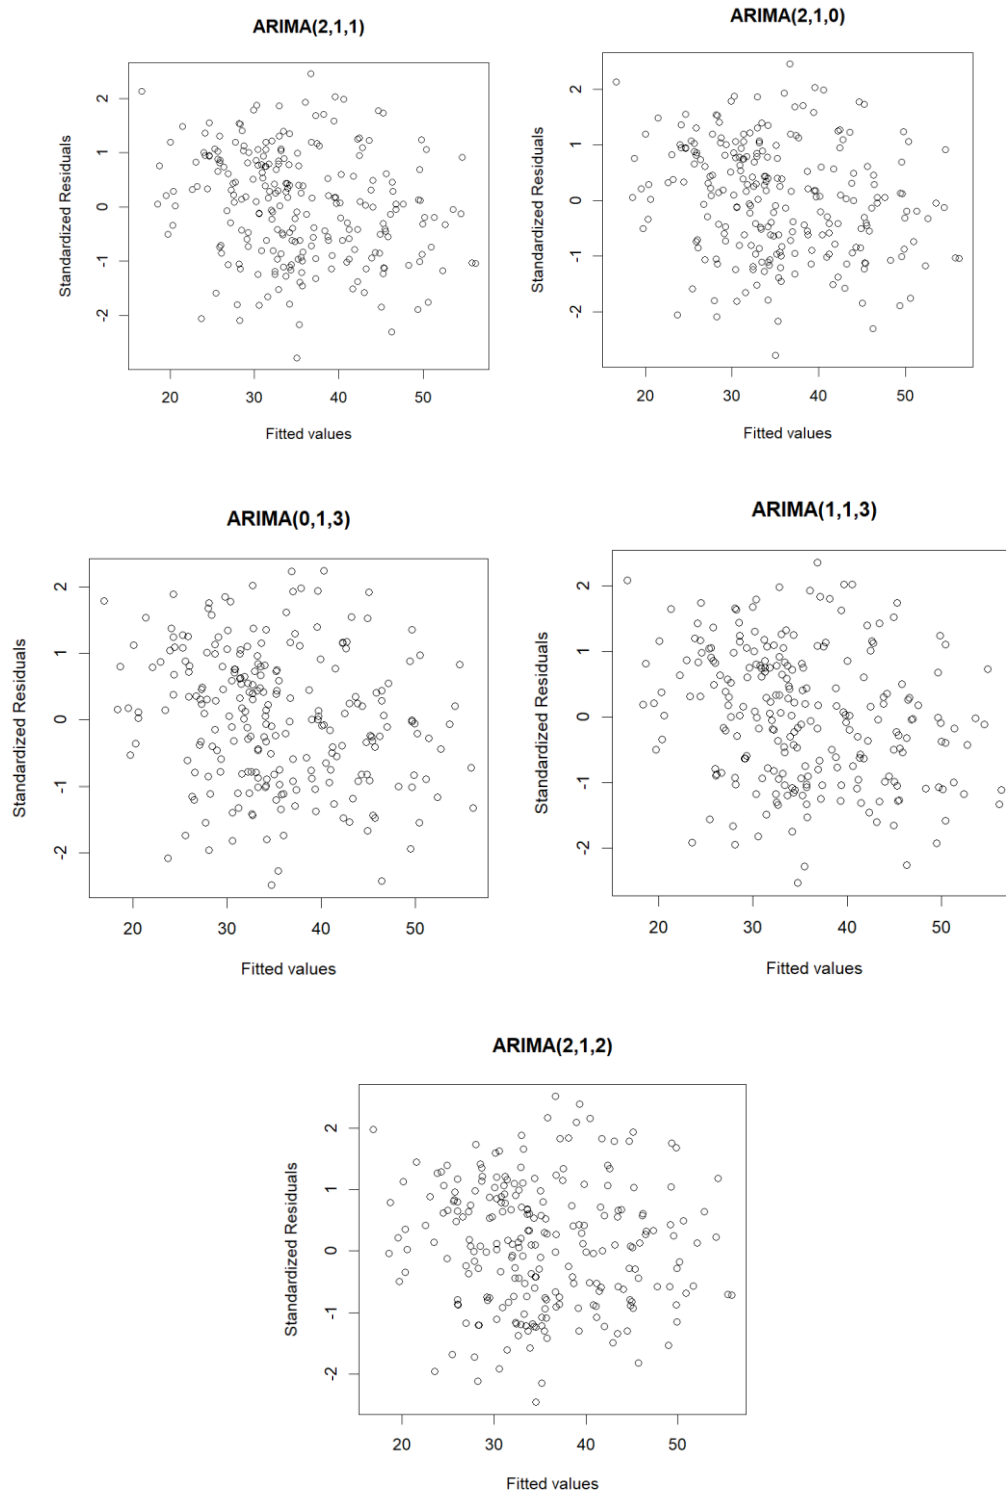 ARIMA(2,1,1)
2
1
0
-1
-2
Standardized Residuals
20 30 40 50
Fitted values
ARIMA(2,1,0)
2
1
0
-1
-2
Standardized Residuals
20 30 40 50
Fitted values
ARIMA(0,1,3)
2
1
0
-1
-2
Standardized Residuals
20 30 40 50
Fitted values
ARIMA(1,1,3)
2
1
0
-1
-2
Standardized Residuals
20 30 40 50
Fitted values
ARIMA(2,1,2)
2
1
0
-1
-2
Standardized Residuals
20 30 40 50
Fitted values